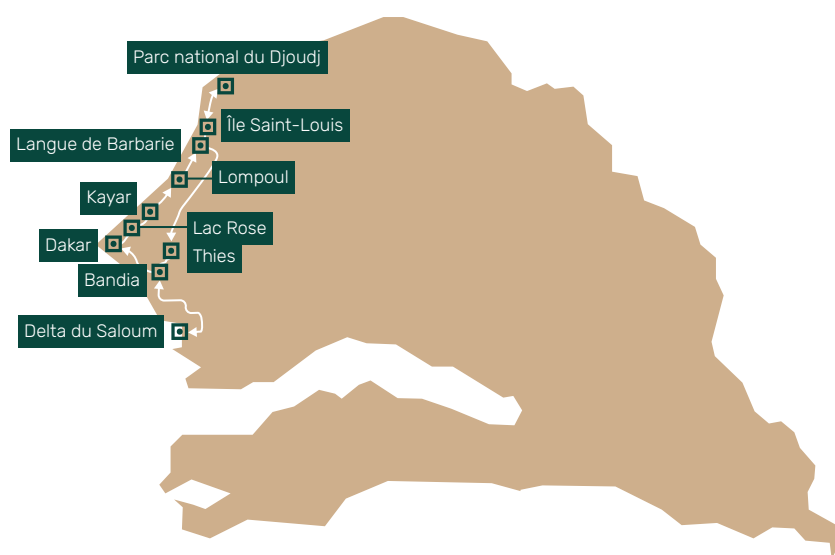 Parc national du Djoudj
Île Saint-Louis
Langue de Barbarie
Lompoul
Kayar
Lac Rose
Dakar
Thies
Bandia
Delta du Saloum